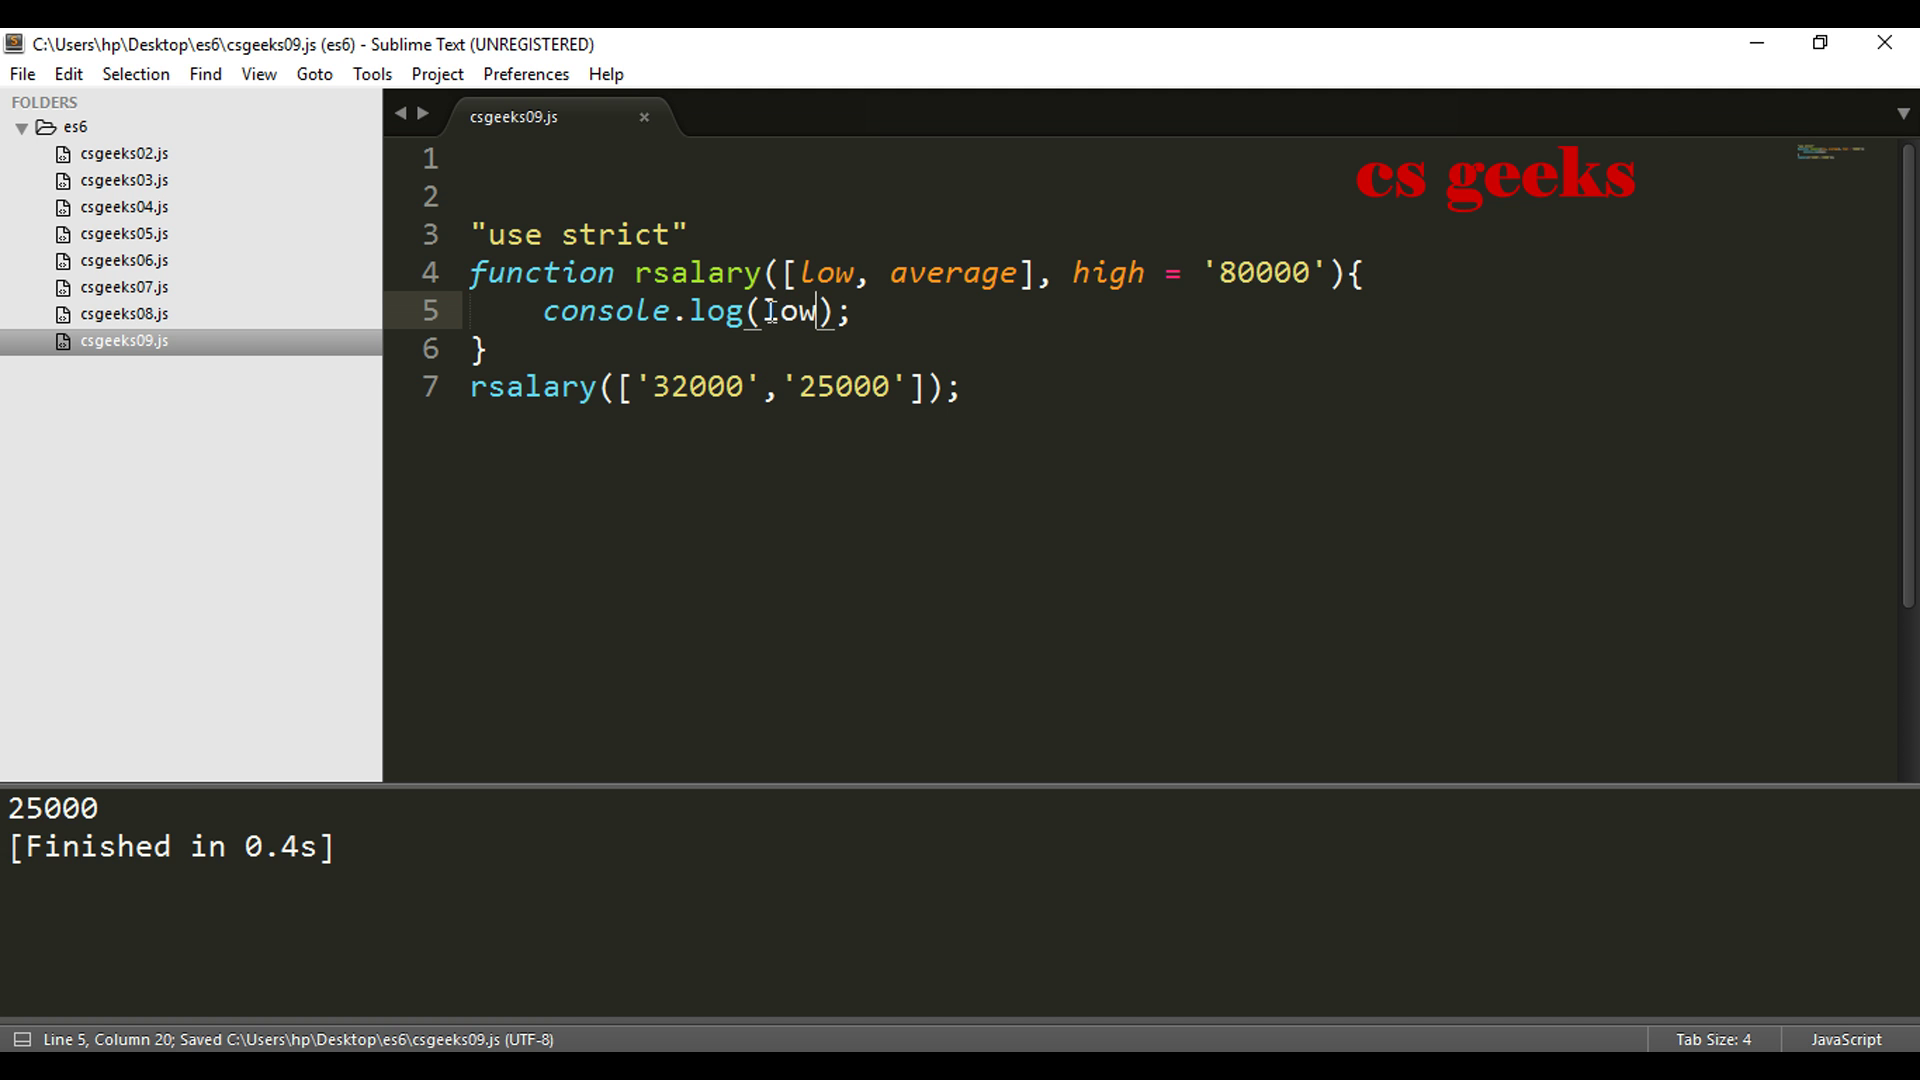 C:\Users\hp\Desktop\es6\csgeeks09.js (es6) - Sublime Text (UNREGISTERED)
File Edit Selection Find View Goto Tools Project Preferences Help
FOLDERS
es6
csgeeks02.js
csgeeks03.js
csgeeks04.js
csgeeks05.js
csgeeks06.js
csgeeks07.js
csgeeks08.js
csgeeks09.js
csgeeks09.js
cs geeks
1
2
3 "use strict"
4 function rsalary([low, average], high = '80000'){
5 console.log(low);
6 }
7 rsalary(['32000','25000']);
25000
[Finished in 0.4s]
Line 5, Column 20; Saved C:\Users\hp\Desktop\es6\csgeeks09.js (UTF-8) Tab Size: 4 JavaScript